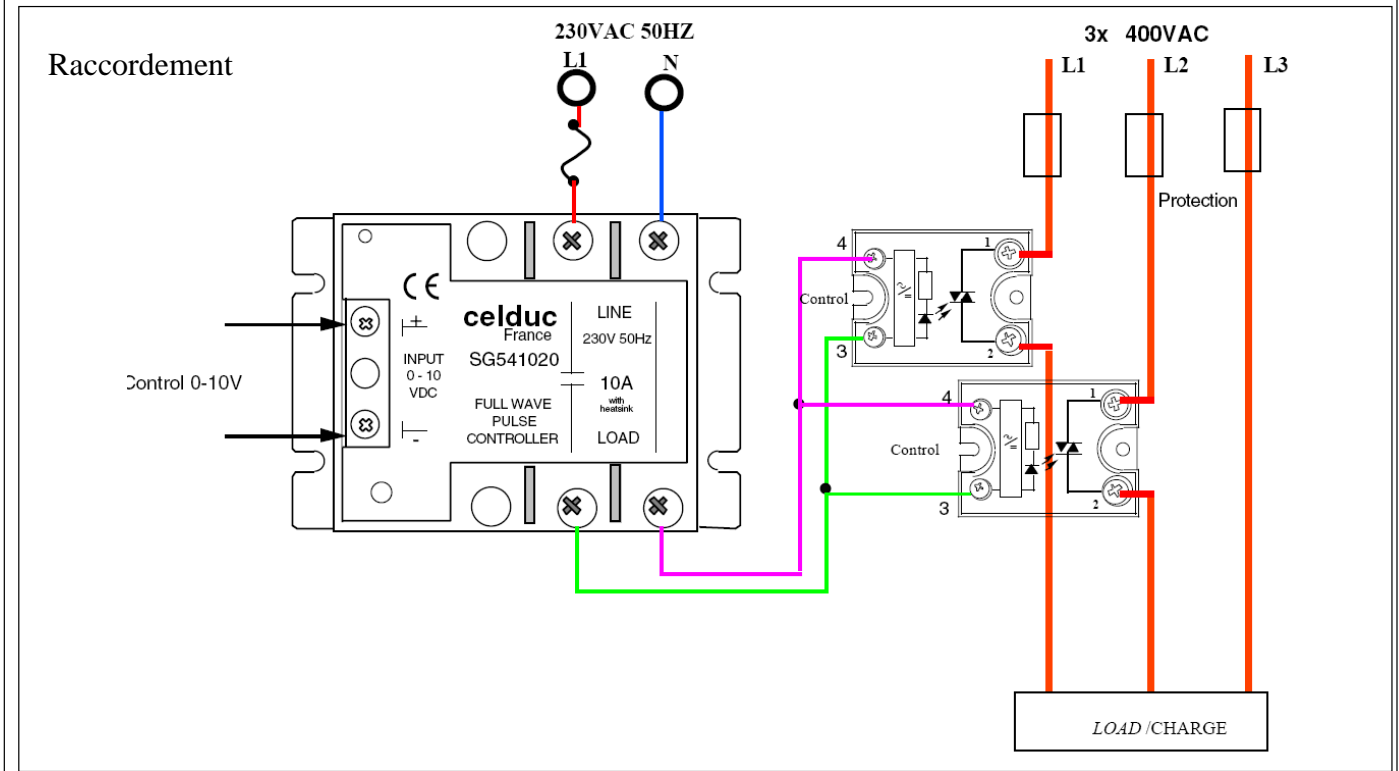 Raccordement
230VAC 50HZ
L1
N
3x 400VAC
L1
L2
L3
Protection
Control 0-10V
+
INPUT
0 - 10
VDC
-
CE
celduc
France
SG541020
FULL WAVE
PULSE
CONTROLLER
LINE
230V 50Hz
10A
with
heatsink
LOAD
4
Control
3
~/=
1
2
4
Control
3
~/=
1
2
LOAD /CHARGE